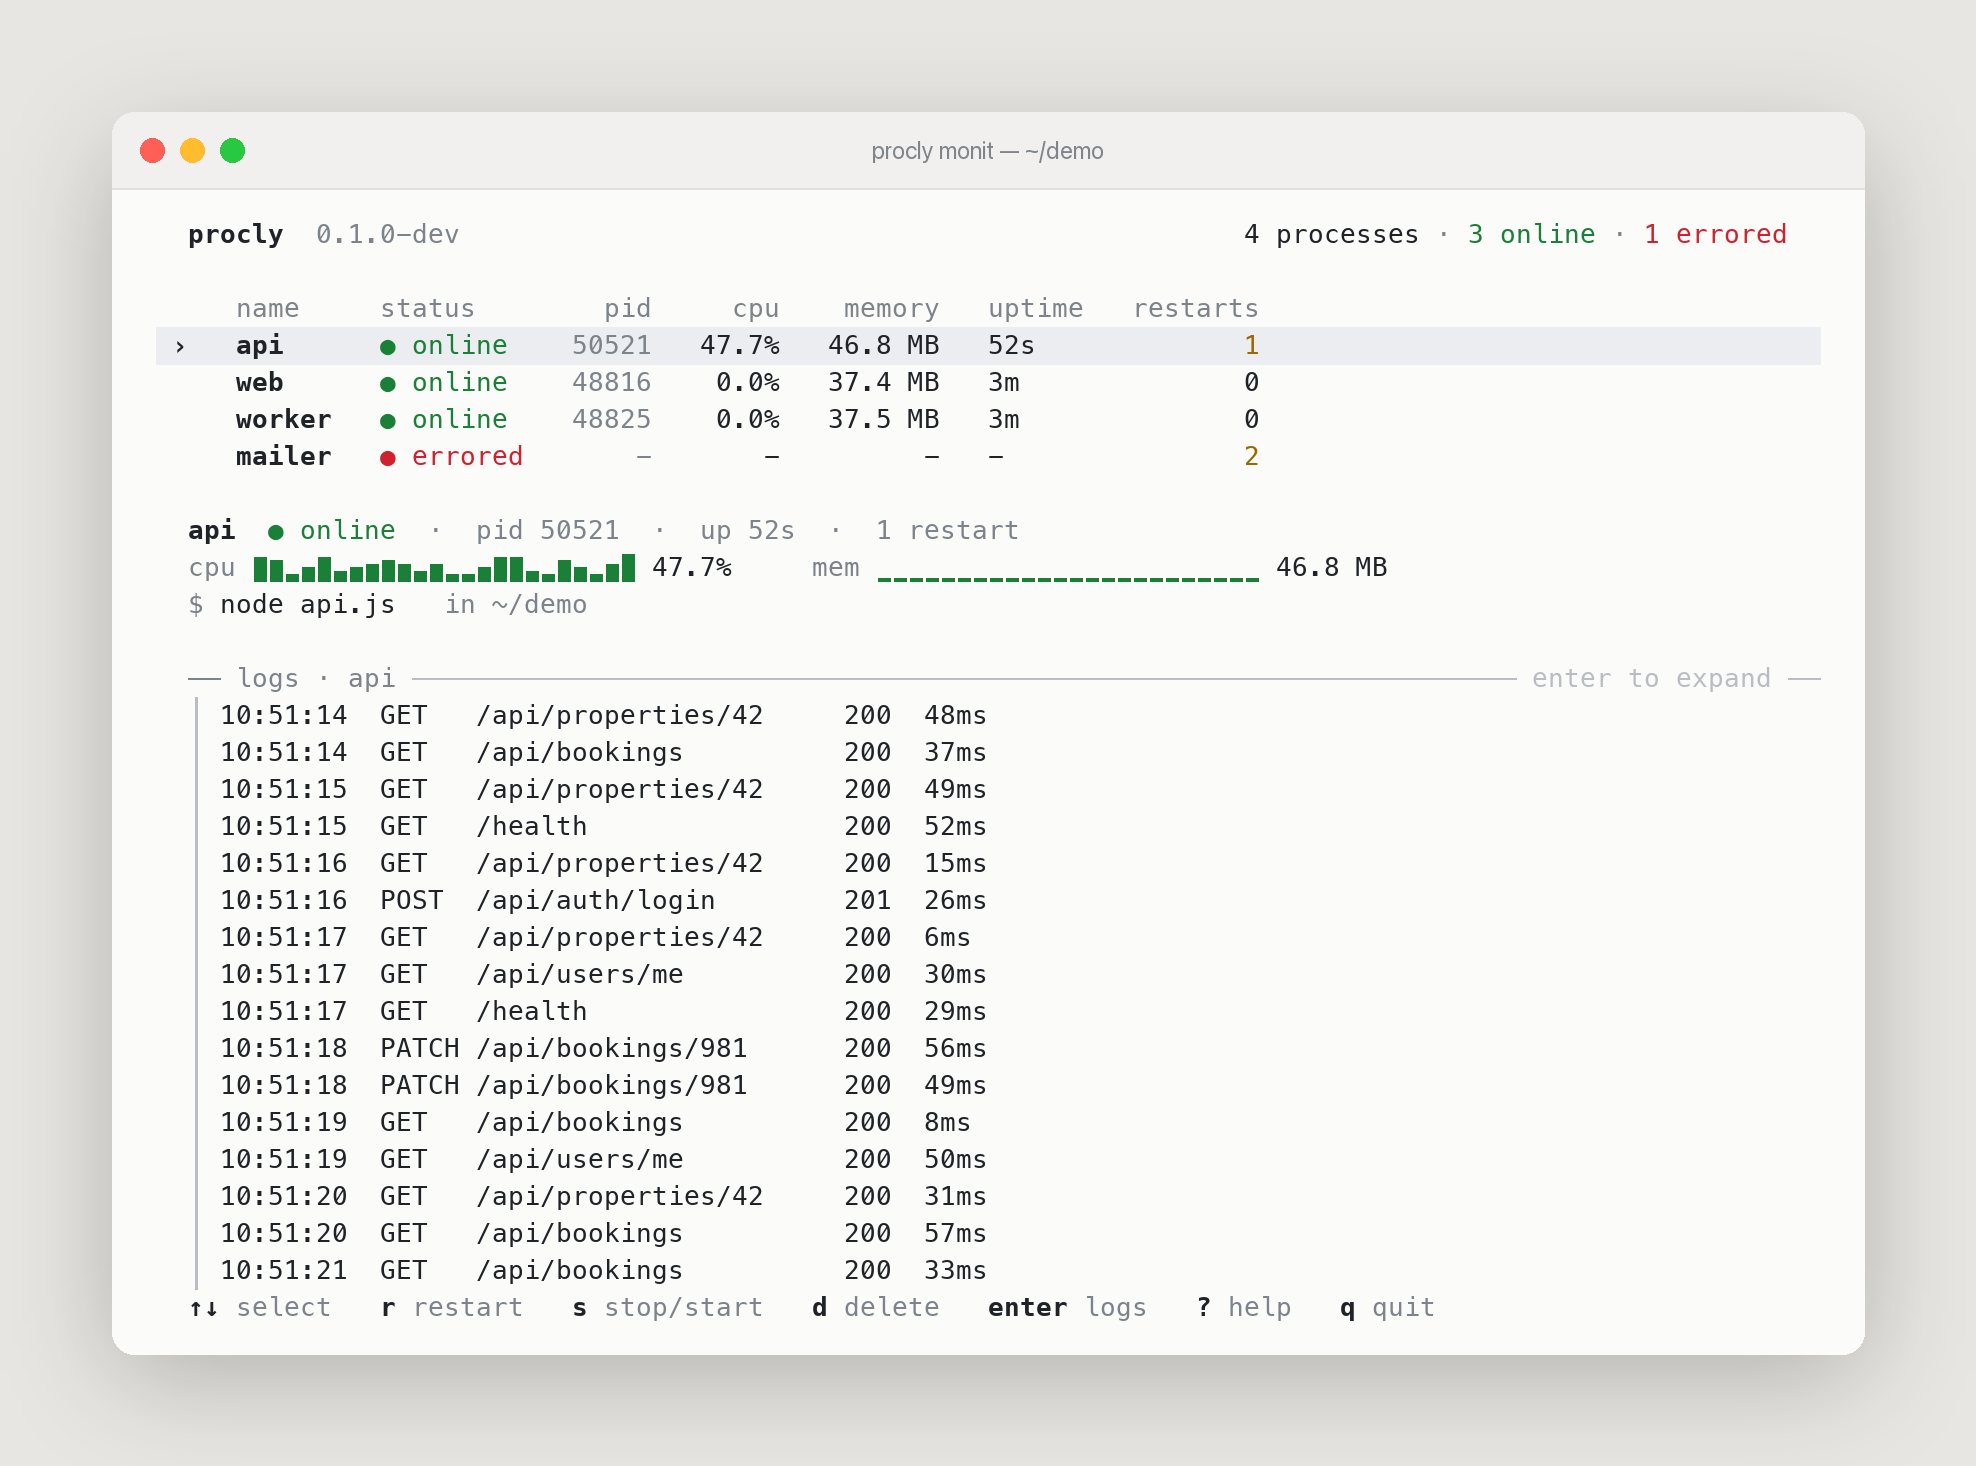 procly monit — ~/demo
procly 0.1.0-dev 4 processes · 3 online · 1 errored
name status pid cpu memory uptime restarts
› api ● online 50521 47.7% 46.8 MB 52s 1
web ● online 48816 0.0% 37.4 MB 3m 0
worker ● online 48825 0.0% 37.5 MB 3m 0
mailer ● errored – – – – 2
api ● online · pid 50521 · up 52s · 1 restart
cpu 47.7% mem 46.8 MB
$ node api.js in ~/demo
logs · api enter to expand
10:51:14 GET /api/properties/42 200 48ms
10:51:14 GET /api/bookings 200 37ms
10:51:15 GET /api/properties/42 200 49ms
10:51:15 GET /health 200 52ms
10:51:16 GET /api/properties/42 200 15ms
10:51:16 POST /api/auth/login 201 26ms
10:51:17 GET /api/properties/42 200 6ms
10:51:17 GET /api/users/me 200 30ms
10:51:17 GET /health 200 29ms
10:51:18 PATCH /api/bookings/981 200 56ms
10:51:18 PATCH /api/bookings/981 200 49ms
10:51:19 GET /api/bookings 200 8ms
10:51:19 GET /api/users/me 200 50ms
10:51:20 GET /api/properties/42 200 31ms
10:51:20 GET /api/bookings 200 57ms
10:51:21 GET /api/bookings 200 33ms
↑↓ select r restart s stop/start d delete enter logs ? help q quit